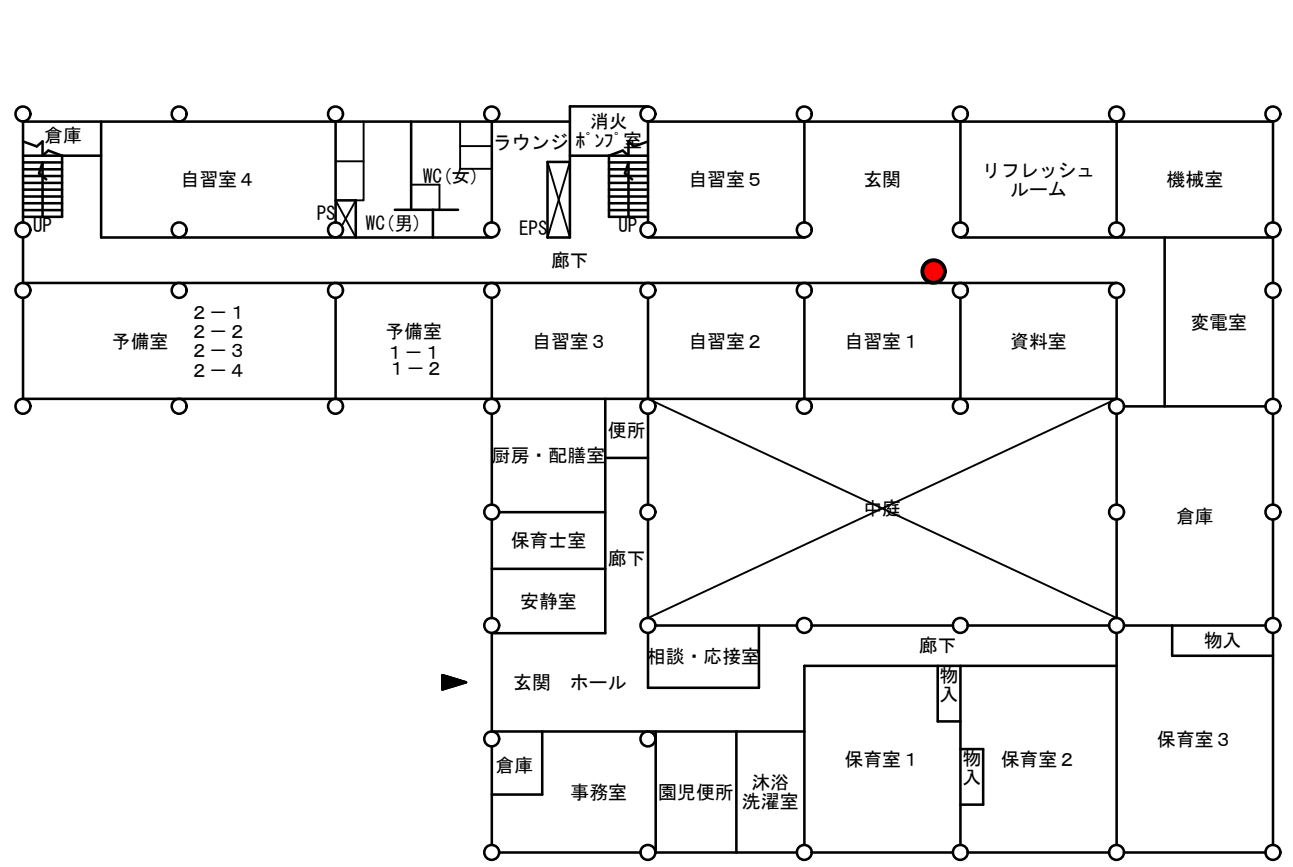 倉庫
自習室４
PS
WC(男)
WC(女)
ラウンジ
消火
ﾎﾟﾝﾌﾟ室
EPS
UP
UP
自習室５
玄関
リフレッシュ
ルーム
機械室
廊下
予備室
２－１
２－２
２－３
２－４
予備室
１－１
１－２
自習室３
自習室２
自習室１
資料室
変電室
厨房・配膳室
便所
中庭
倉庫
保育士室
廊下
安静室
相談・応接室
廊下
物入
玄関　ホール
物
入
保育室１
物
入
保育室２
保育室３
倉庫
事務室
園児便所
沐浴
洗濯室